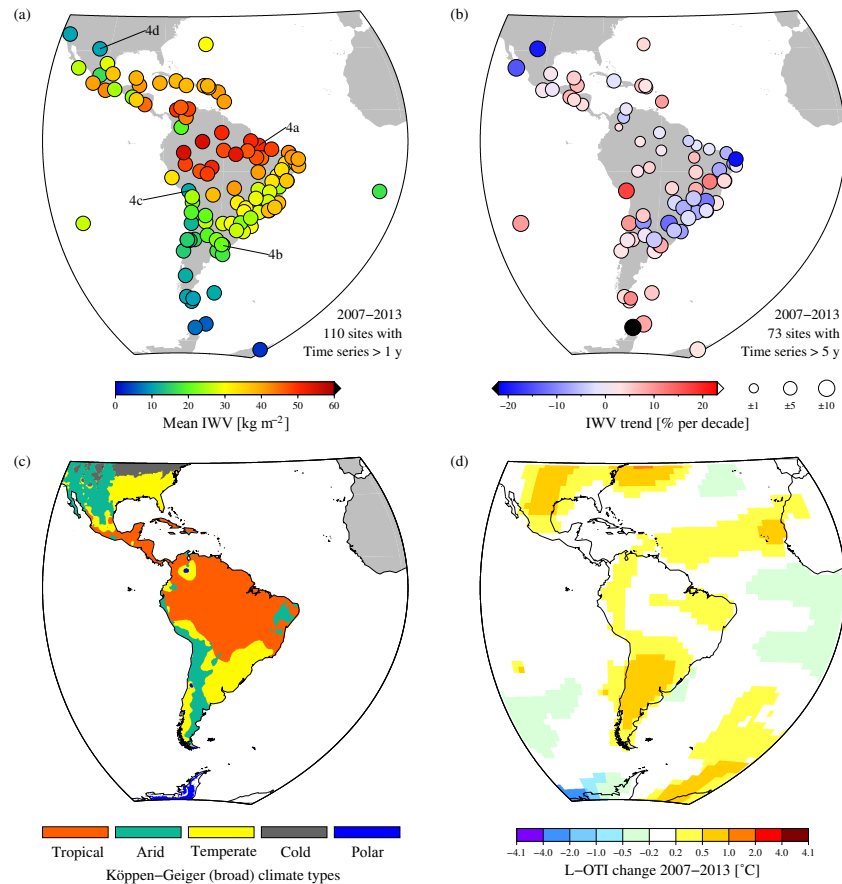 (a)
4d
4a
4c
4b
2007−2013
110 sites with
Time series > 1 y
0 10 20 30 40 50 60
Mean IWV [kg m−2]
(b)
2007−2013
73 sites with
Time series > 5 y
−20 −10 0 10 20
IWV trend [% per decade]
±1 ±5 ±10
(c)
Tropical Arid Temperate Cold Polar
Köppen−Geiger (broad) climate types
(d)
−4.1 −4.0 −2.0 −1.0 −0.5 −0.2 0.2 0.5 1.0 2.0 4.0 4.1
L−OTI change 2007−2013 [˚C]